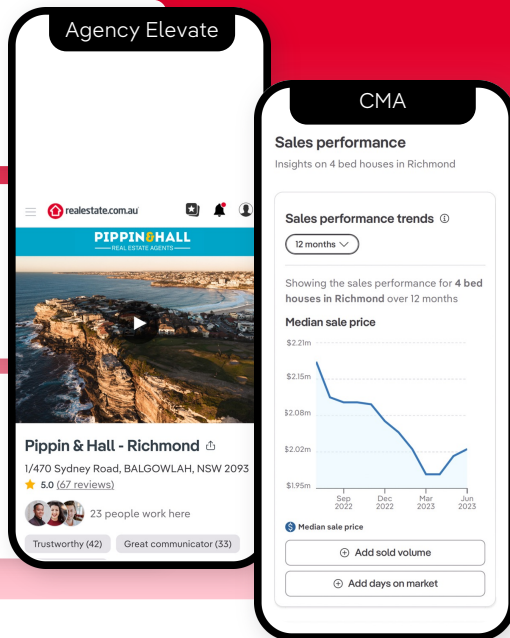 Agency Elevate
realestate.com.au
PIPPIN&HALL
REAL ESTATE AGENTS
Pippin & Hall - Richmond
1/470 Sydney Road, BALGOWLAH, NSW 2093
5.0 (67 reviews)
23 people work here
Trustworthy (42)
Great communicator (33)
CMA
Sales performance
Insights on 4 bed houses in Richmond
Sales performance trends
12 months
Showing the sales performance for 4 bed
houses in Richmond over 12 months
Median sale price
$2.21m
$2.15m
$2.08m
$2.02m
$1.95m
Sep Dec Mar Jun
2022 2022 2023 2023
$ Median sale price
Add sold volume
Add days on market